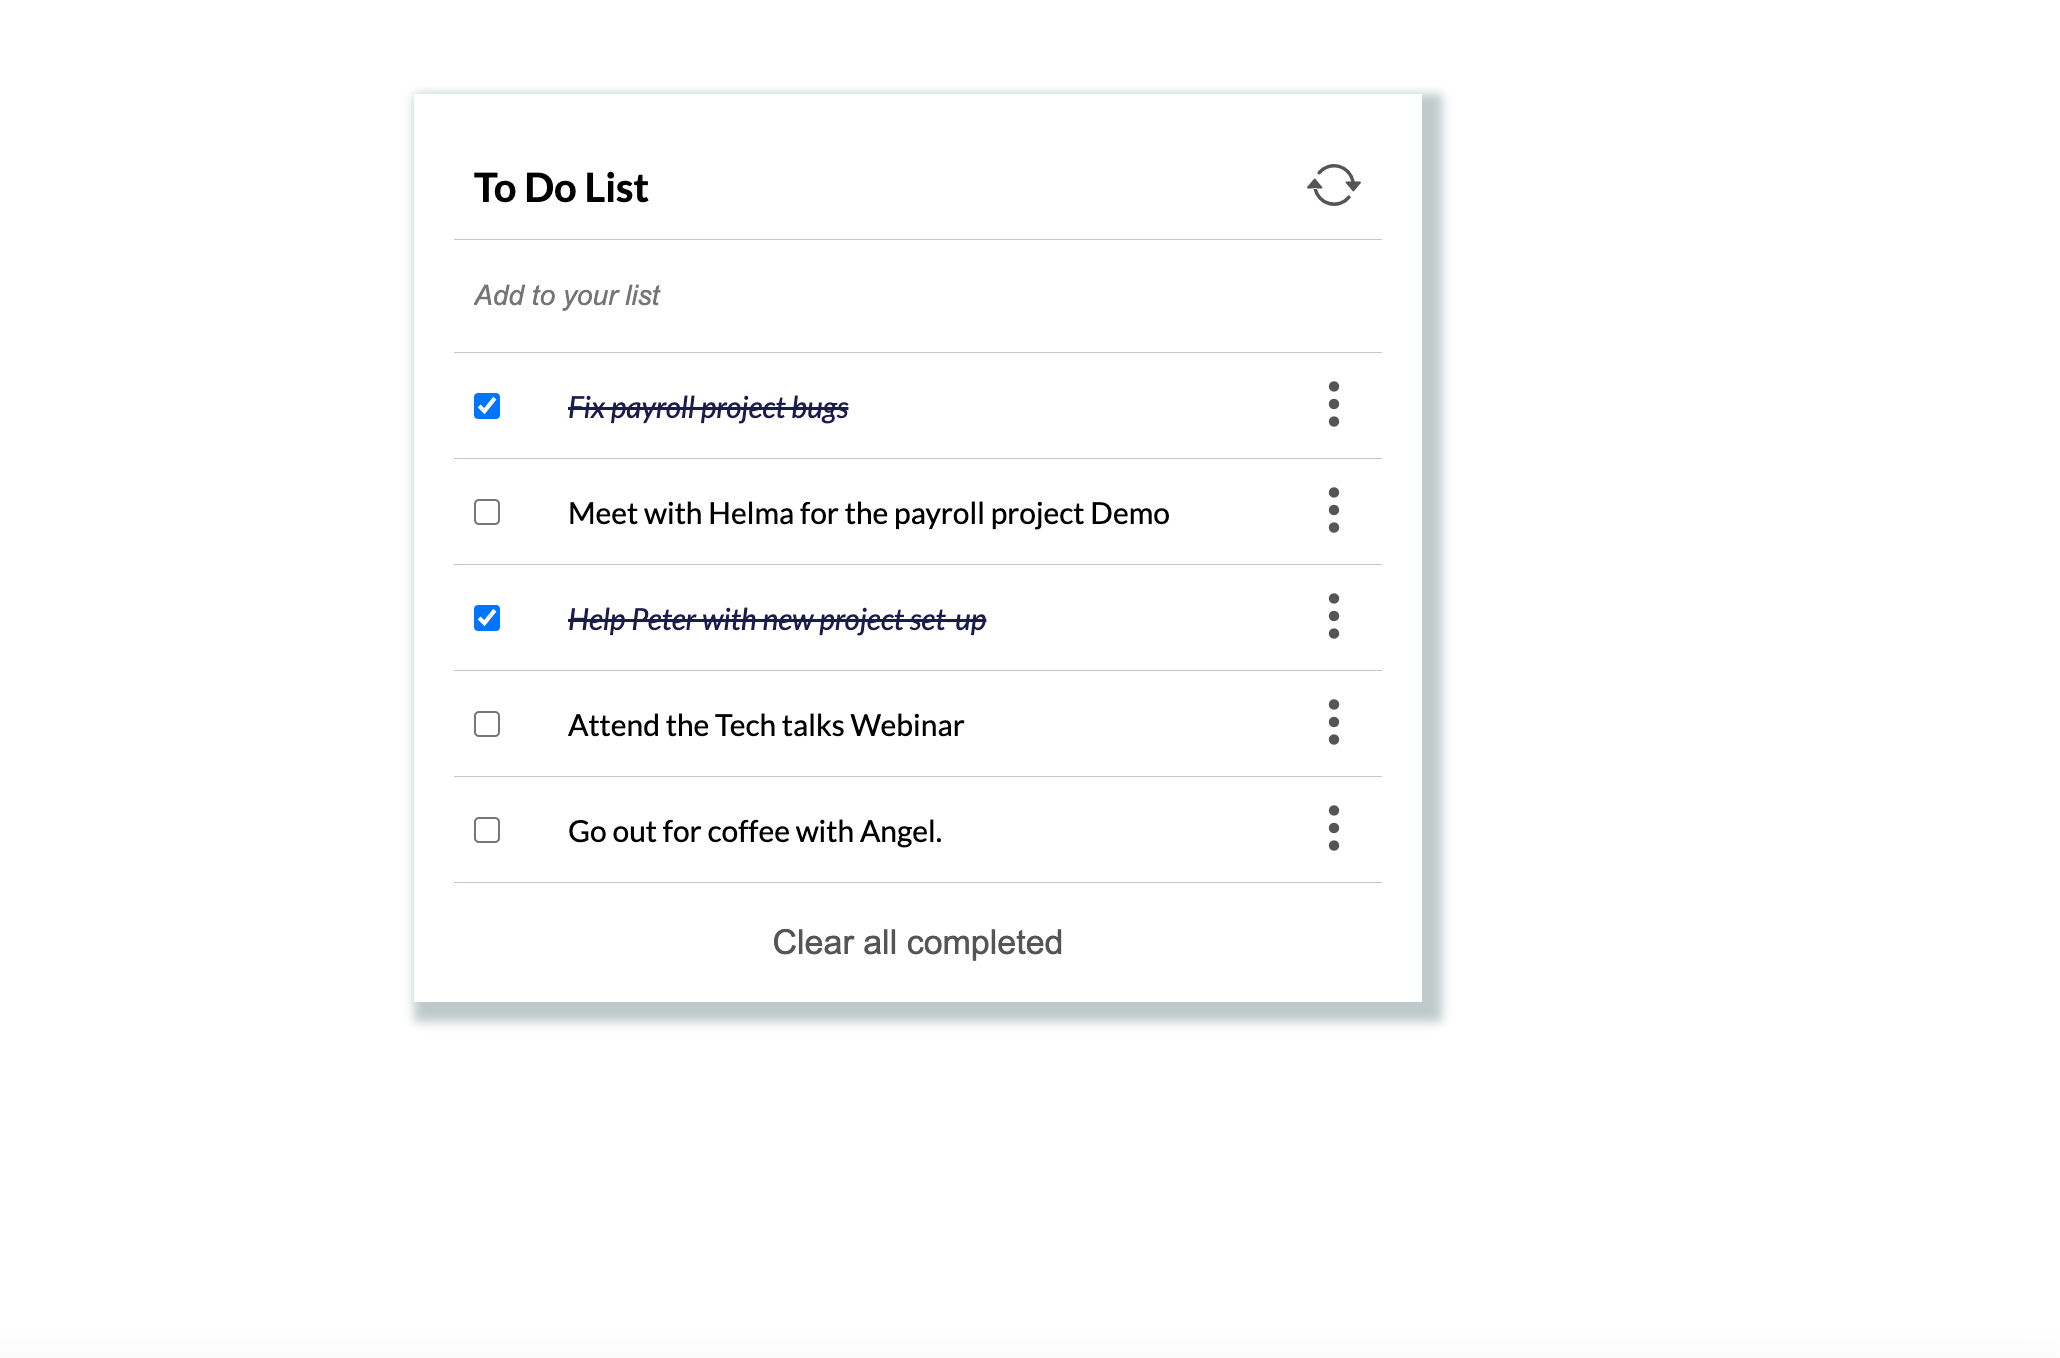 To Do List
Add to your list
Fix payroll project bugs
Meet with Helma for the payroll project Demo
Help Peter with new project set-up
Attend the Tech talks Webinar
Go out for coffee with Angel.
Clear all completed